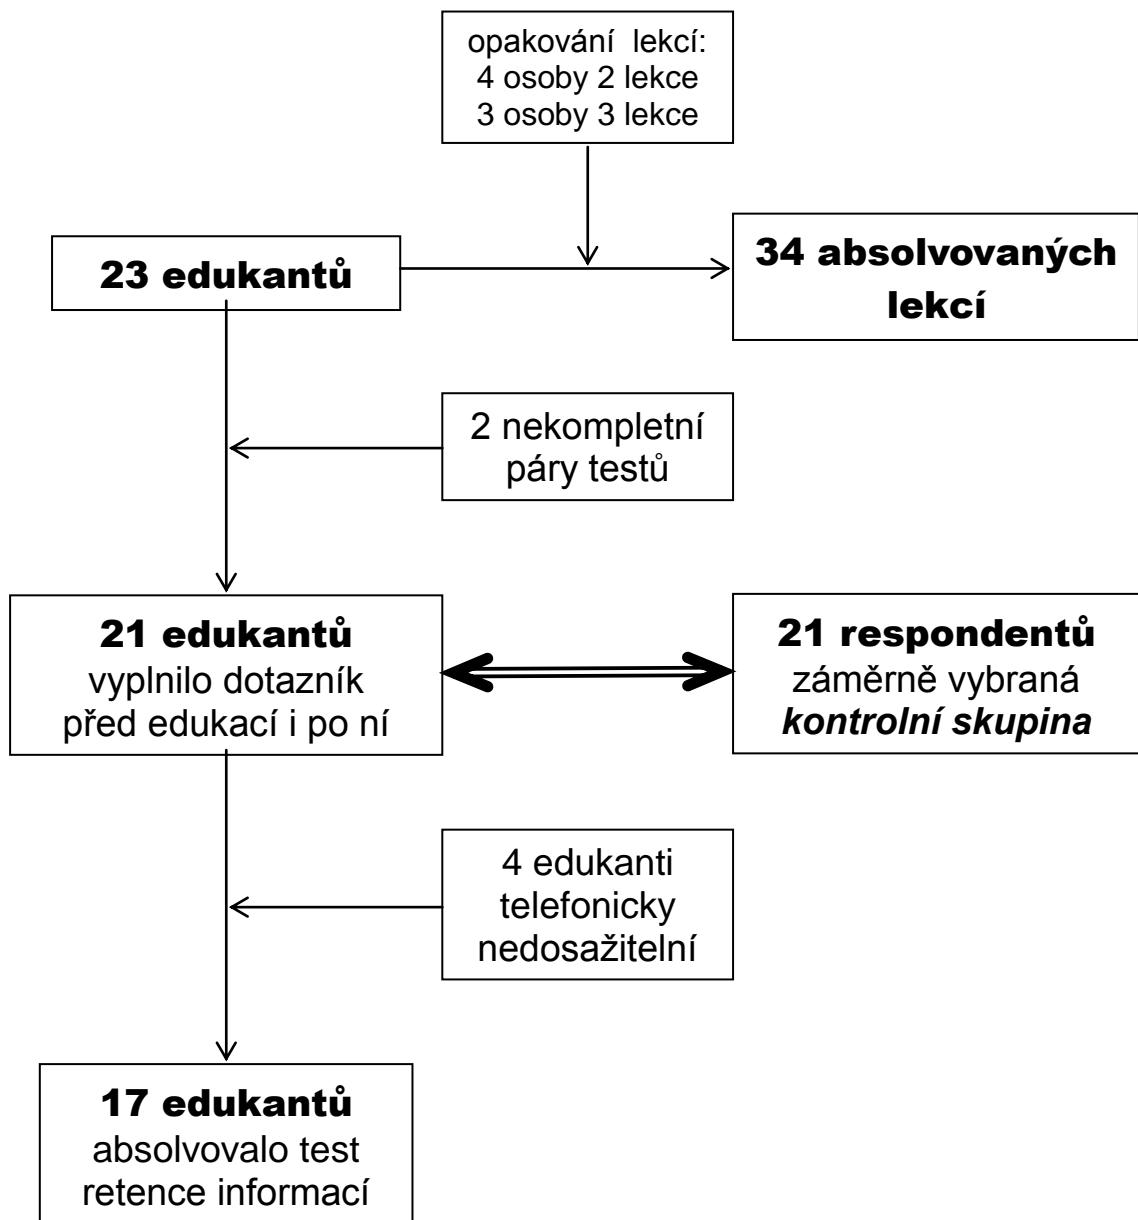 opakování lekcí:
4 osoby 2 lekce
3 osoby 3 lekce
23 edukantů
34 absolvovaných
lekcí
2 nekompletní
páry testů
21 edukantů
vyplnilo dotazník
před edukací i po ní
21 respondentů
záměrně vybraná
kontrolní skupina
4 edukanti
telefonicky
nedosažitelní
17 edukantů
absolvovalo test
retence informací